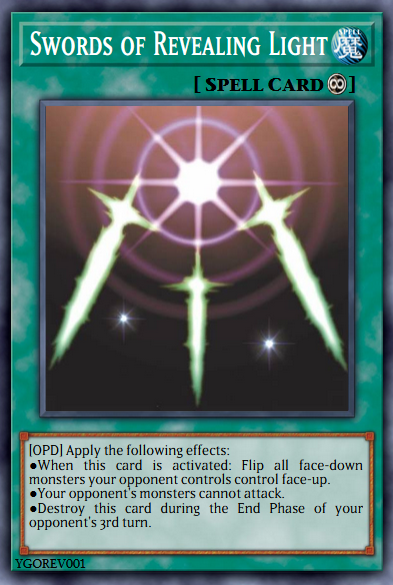 SWORDS OF REVEALING LIGHT
SPELL
魔
[ SPELL CARD ]
[OPD] Apply the following effects:
●When this card is activated: Flip all face-down
monsters your opponent controls control face-up.
●Your opponent's monsters cannot attack.
●Destroy this card during the End Phase of your
opponent's 3rd turn.
YGOREV001